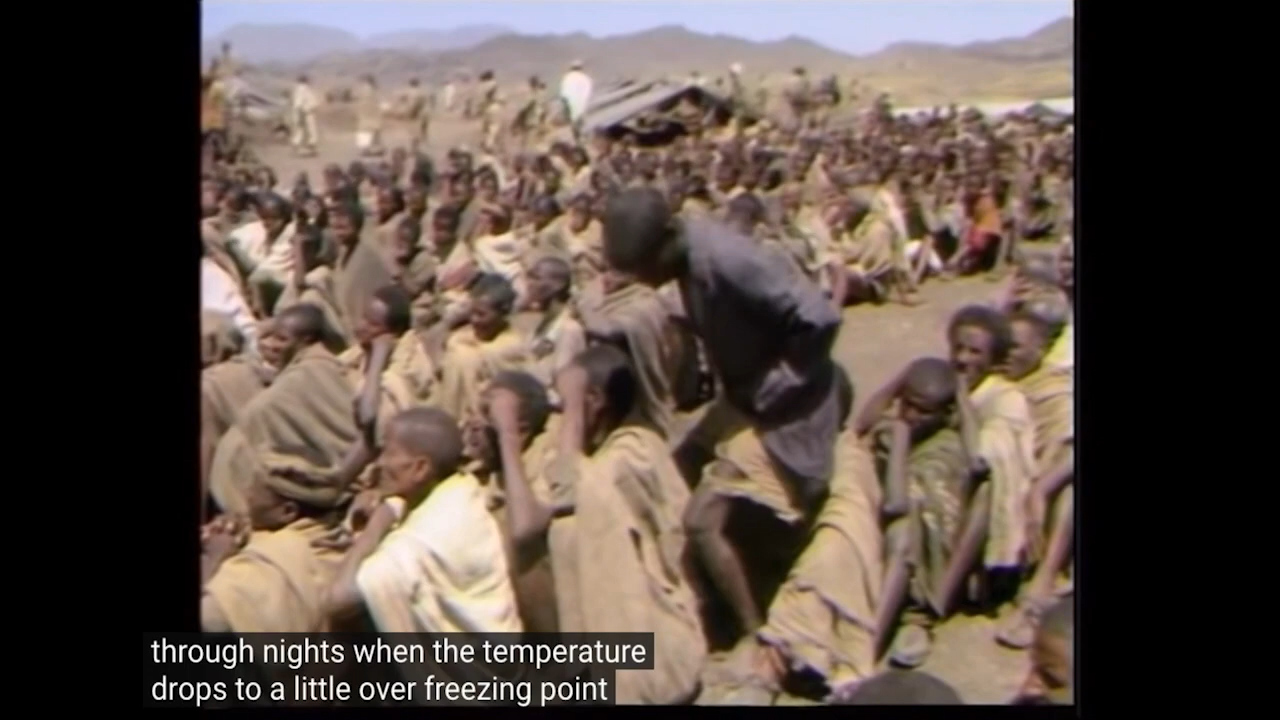 through nights when the temperature
drops to a little over freezing point